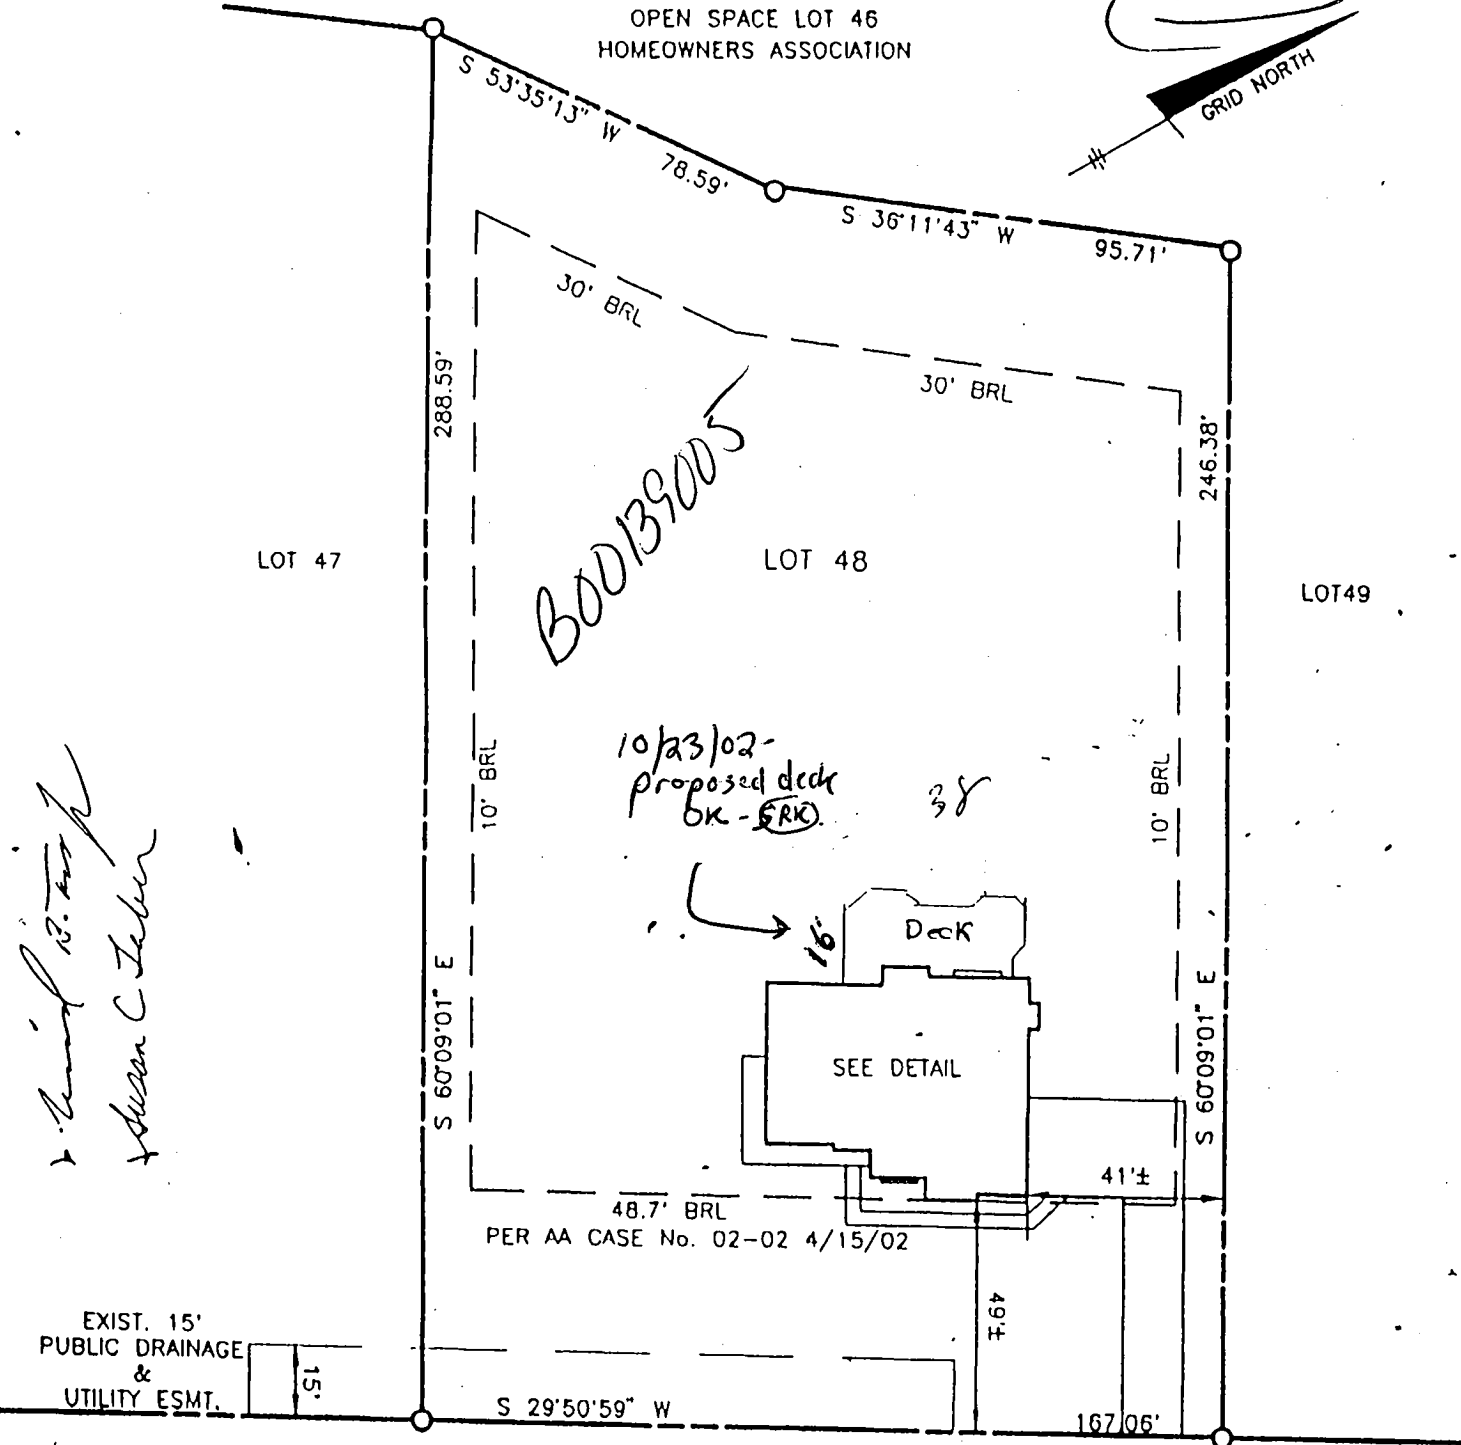 OPEN SPACE LOT 46
HOMEOWNERS ASSOCIATION
GRID NORTH
S 53°35'13" W 78.59'
S 36°11'43" W 95.71'
30' BRL
30' BRL
288.59'
246.38'
B00139005
LOT 47
LOT 48
LOT49
10/23/02-
proposed deck
OK - SRK
38
10' BRL
10' BRL
16'
Deck
Susan C
S 60°09'01" E
S 60°09'01" E
SEE DETAIL
41'±
48.7' BRL
PER AA CASE No. 02-02 4/15/02
49'±
EXIST. 15'
PUBLIC DRAINAGE
&
UTILITY ESMT.
15'
S 29°50'59" W
167.06'